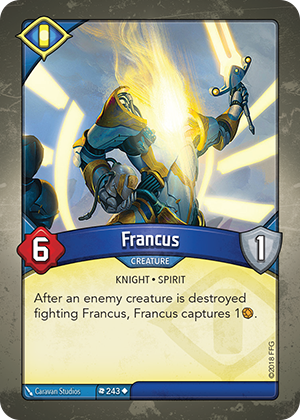 Francus
CREATURE
6
1
KNIGHT • SPIRIT
After an enemy creature is destroyed
fighting Francus, Francus captures 1.
Caravan Studios
243
©2018 FFG